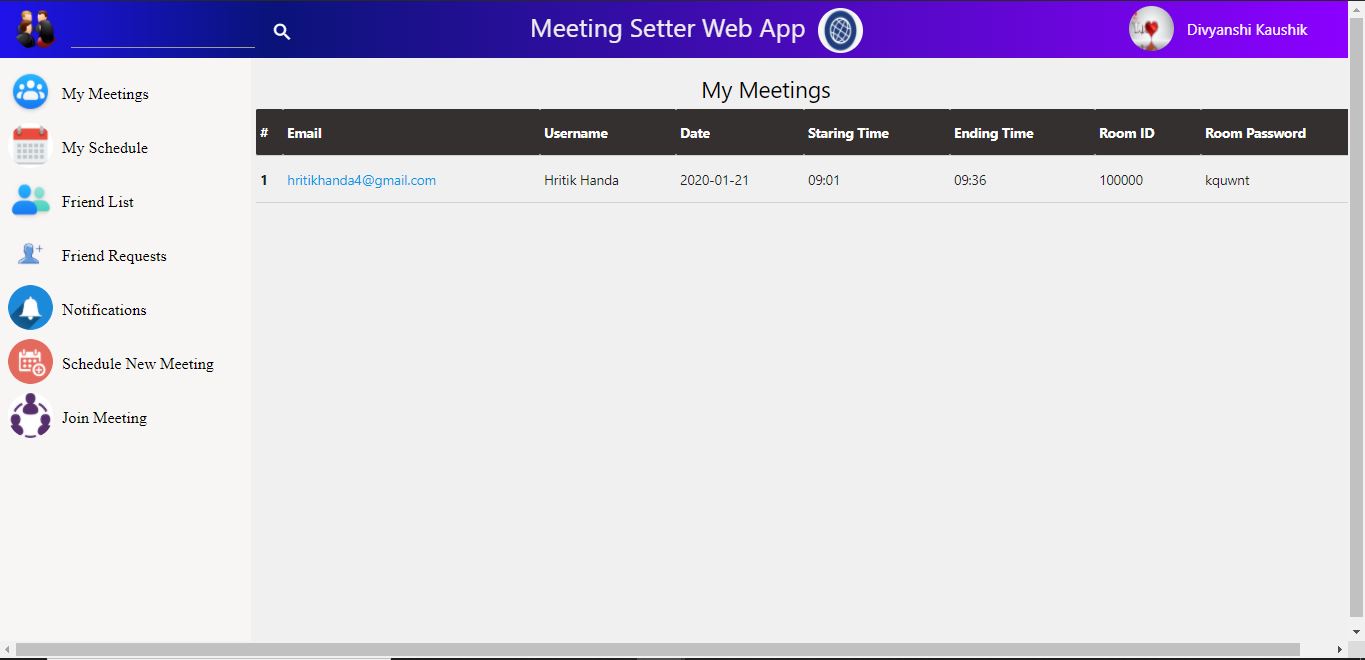 Meeting Setter Web App
Divyanshi Kaushik
My Meetings
My Schedule
Friend List
Friend Requests
Notifications
Schedule New Meeting
Join Meeting
My Meetings
# Email Username Date Staring Time Ending Time Room ID Room Password
1 hritikhanda4@gmail.com Hritik Handa 2020-01-21 09:01 09:36 100000 kquwnt